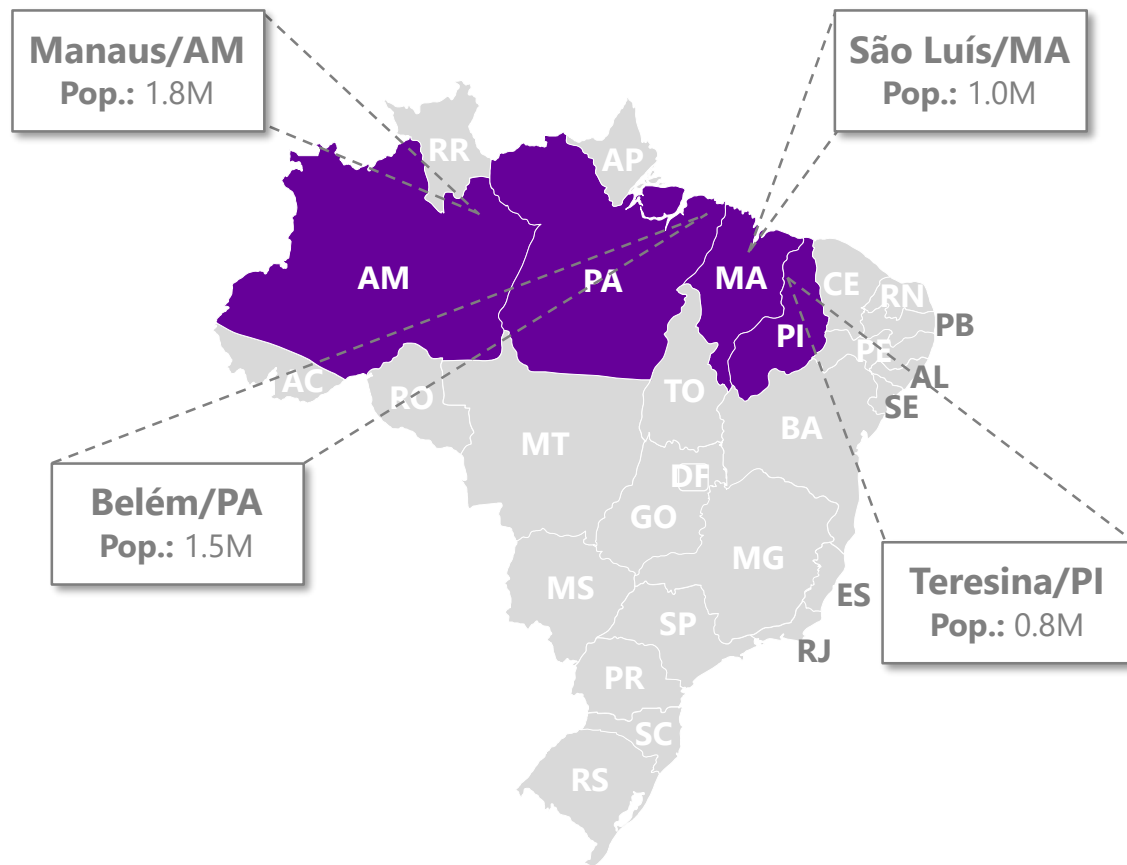 Manaus/AM
Pop.: 1.8M
São Luís/MA
Pop.: 1.0M
RR
AP
AM
PA
MA
CE
RN
PB
PI
PE
AL
SE
AC
RO
TO
BA
MT
DF
GO
Belém/PA
Pop.: 1.5M
MG
MS
ES
Teresina/PI
Pop.: 0.8M
SP
RJ
PR
SC
RS